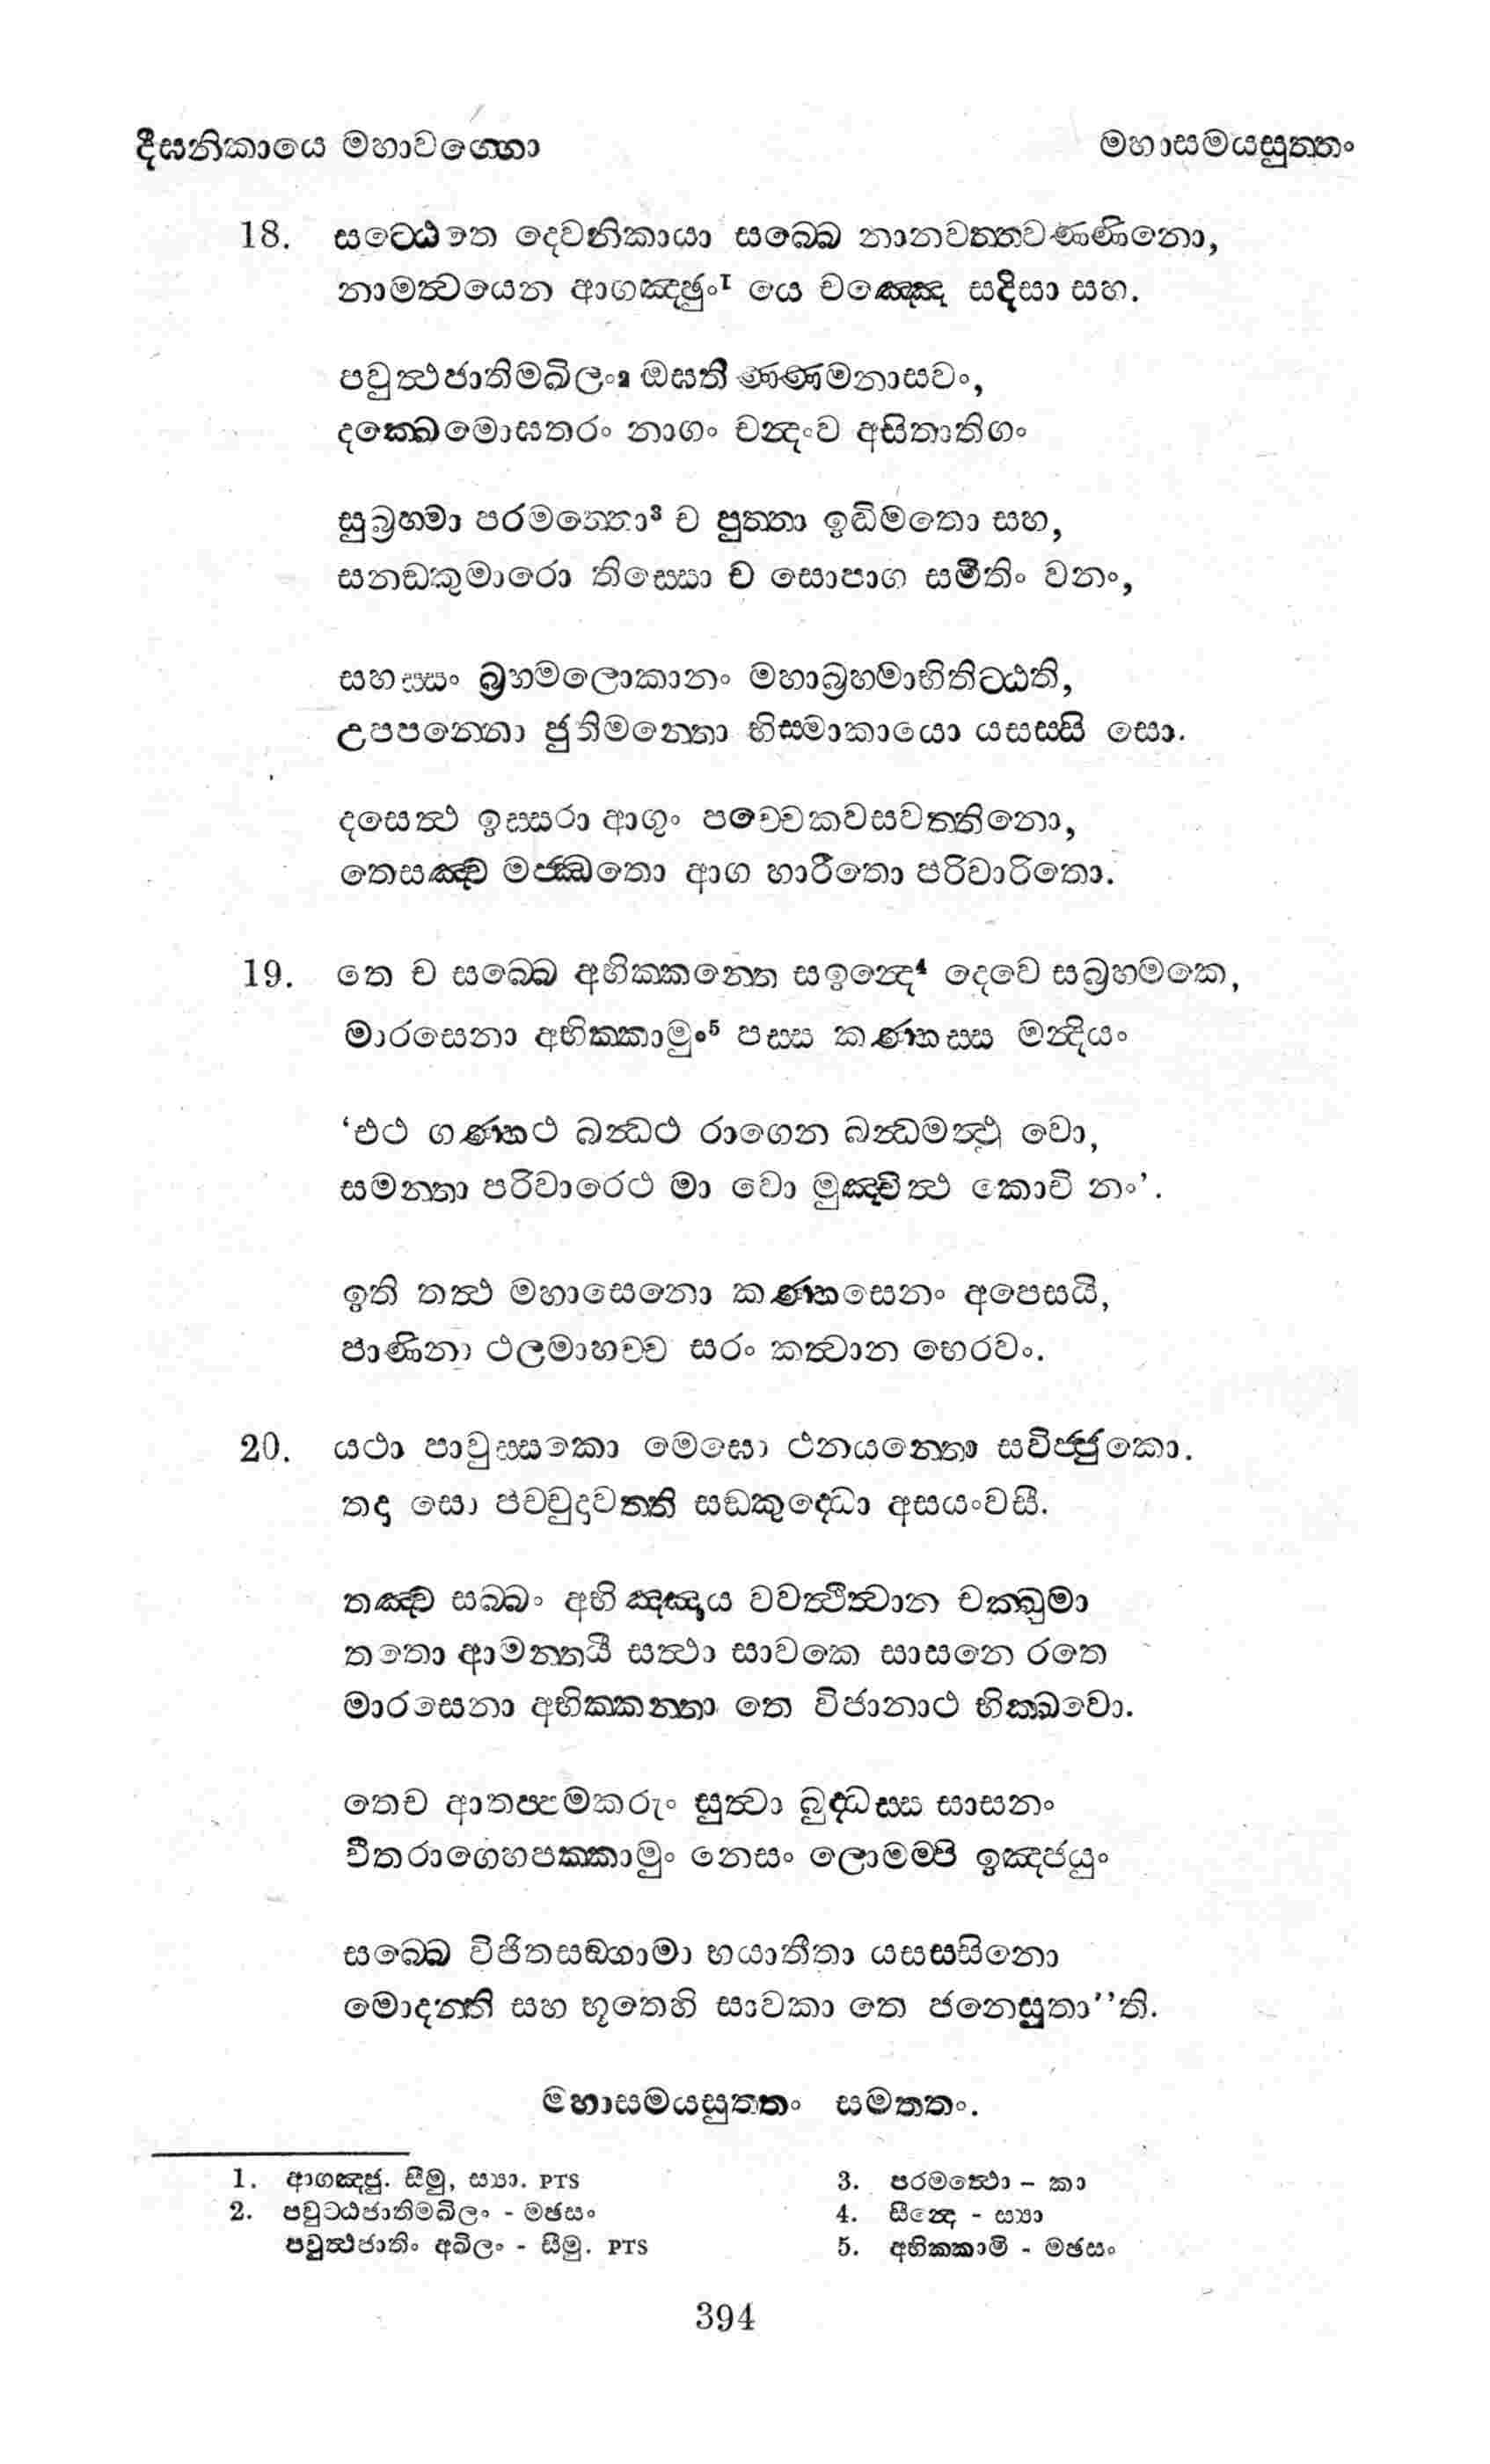 දීඝනිකායෙ මහාවග්ගො
මහාසමයසුත්තං
18. සට්ඨෙතෙ දෙවනිකායා සබ්බෙ නානත්තවණ්ණිනො,
නාමන්වයෙන ආගඤ්ඡුං¹ යෙ චඤ්ඤෙ සදිසා සහ.
පවුත්ථජාතිමඛිලං² ඔඝතිණ්ණමනාසවං,
දක්ඛෙමොඝතරං නාගං චන්දංව අසිතාතිගං
සුබ්‍රහ්මා පරමත්තො³ ච පුත්තා ඉද්ධිමතො සහ,
සනඞ්කුමාරො තිස්සො ච සොපාග සමිතිං වනං,
සහස්සං බ්‍රහ්මලොකානං මහාබ්‍රහ්මාභිතිට්ඨති,
උපපන්නො ජුතිමන්තො භිස්මාකායො යසස්සි සො.
දසෙත්ථ ඉස්සරා ආගුං පච්චෙකවසවත්තිනො,
තෙසඤ්ච මජ්ඣතො ආග හාරිතො පරිවාරිතො.
19. තෙ ච සබ්බෙ අභික්කන්තෙ සඉන්දෙ⁴ දෙවෙ සබ්‍රහ්මකෙ,
මාරසෙනා අභික්කාමුං⁵ පස්ස කණ්හස්ස මන්දියං
‘එථ ගණ්හථ බන්ධථ රාගෙන බන්ධමත්ථු වො,
සමන්තා පරිවාරෙථ මා වො මුඤ්චිත්ථ කොචි නං’.
ඉති තත්ථ මහාසෙනො කණ්හසෙනං අපෙසයි,
පාණිනා ථලමාහච්ච සරං කත්වාන භෙරවං.
20. යථා පාවුස්සකො මෙඝො ථනයන්තො සවිජ්ජුකො.
තදා සො පච්චුදාවත්ති සඞ්කුද්ධො අසයංවසී.
තඤ්ච සබ්බං අභිඤ්ඤාය වවත්ථිත්වාන චක්ඛුමා
තතො ආමන්තයී සත්ථා සාවකෙ සාසනෙ රතෙ
මාරසෙනා අභික්කන්තා තෙ විජානාථ භික්ඛවො.
තෙච ආතප්පමකරුං සුත්වා බුද්ධස්ස සාසනං
වීතරාගෙහපක්කාමුං නෙසං ලොමම්පි ඉඤ්ජයුං
සබ්බෙ විජිතසඞ්ගාමා භයාතීතා යසස්සිනො
මොදන්ති සහ භූතෙහි සාවකා තෙ ජනෙසුතා’’ති.
මහාසමයසුත්තං සමත්තං.
1. ආගඤ්ජු. සීමු, ස්‍යා. PTS
2. පවුට්ඨජාතිමඛිලං - මඡසං
පවුත්ථජාතිං අඛිලං - සීමු. PTS
3. පරමත්ථො - කා
4. සින්දෙ - ස්‍යා
5. අභික්කාමි - මඡසං
394